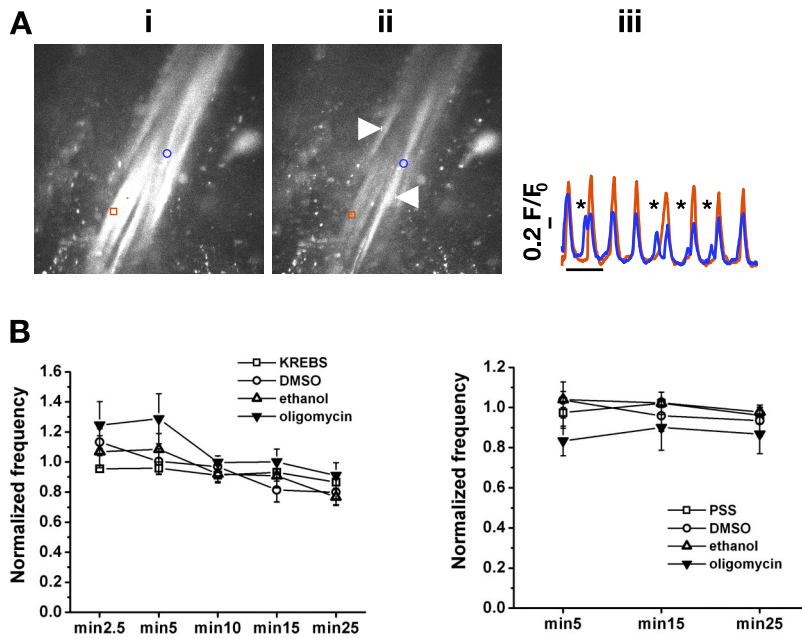 A
i
ii
iii
0.2 F/F0
*
*
*
*
B
Normalized frequency
1.6
1.4
1.2
1.0
0.8
0.6
0.4
0.2
0.0
min2.5 min5 min10 min15 min25
KREBS
DMSO
ethanol
oligomycin
Normalized frequency
1.2
1.0
0.8
0.6
0.4
0.2
0.0
min5 min15 min25
PSS
DMSO
ethanol
oligomycin